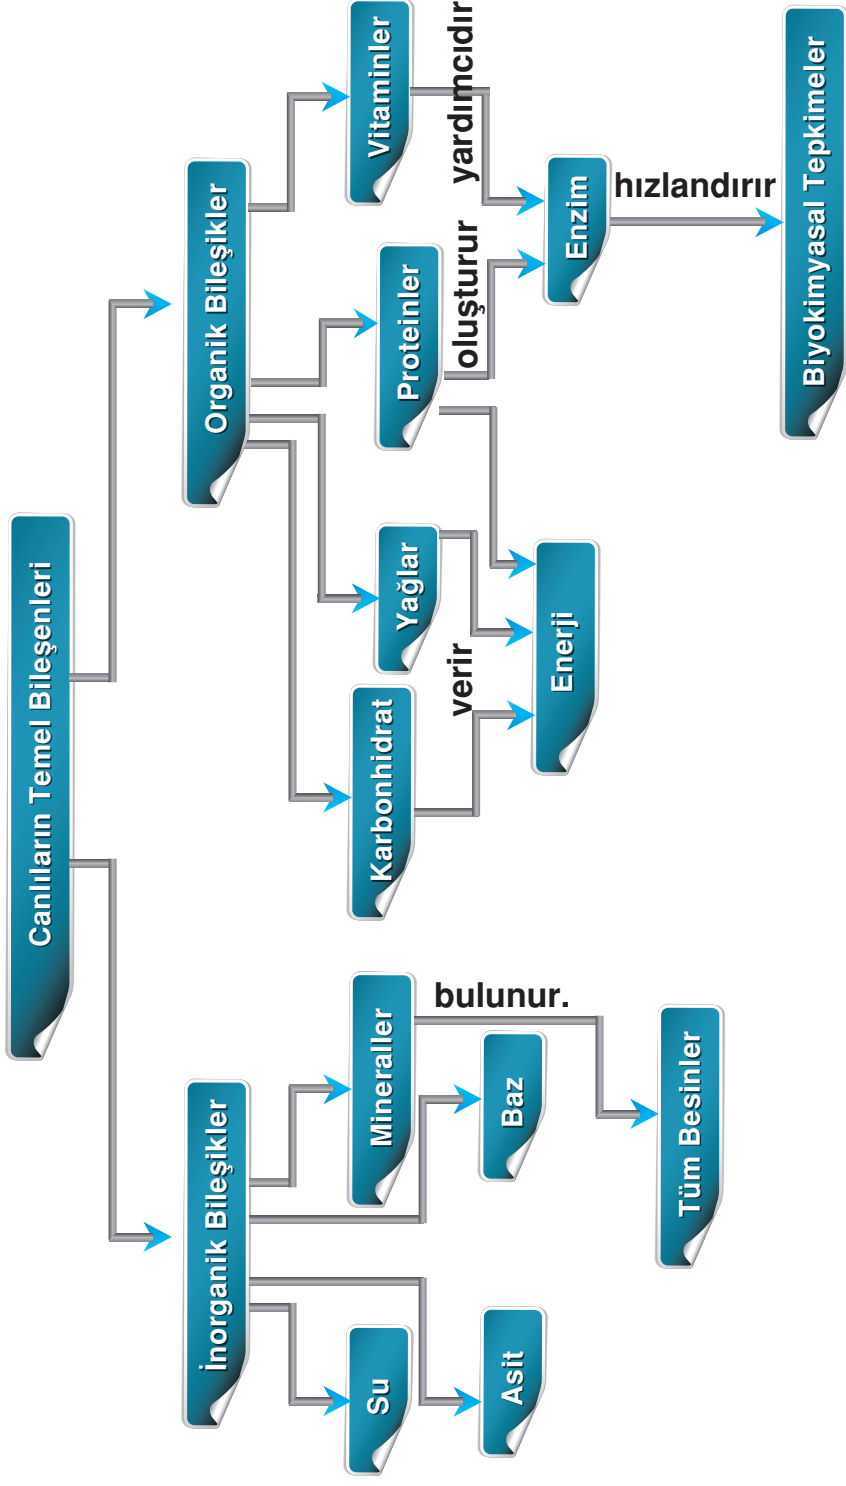 Canlıların Temel Bileşenleri
İnorganik Bileşikler
Organik Bileşikler
Su
Mineraller
Karbonhidrat
Yağlar
Proteinler
Vitaminler
Asit
Baz
bulunur.
verir
oluşturur
yardımcıdır
Tüm Besinler
Enerji
Enzim
hızlandırır
Biyokimyasal Tepkimeler